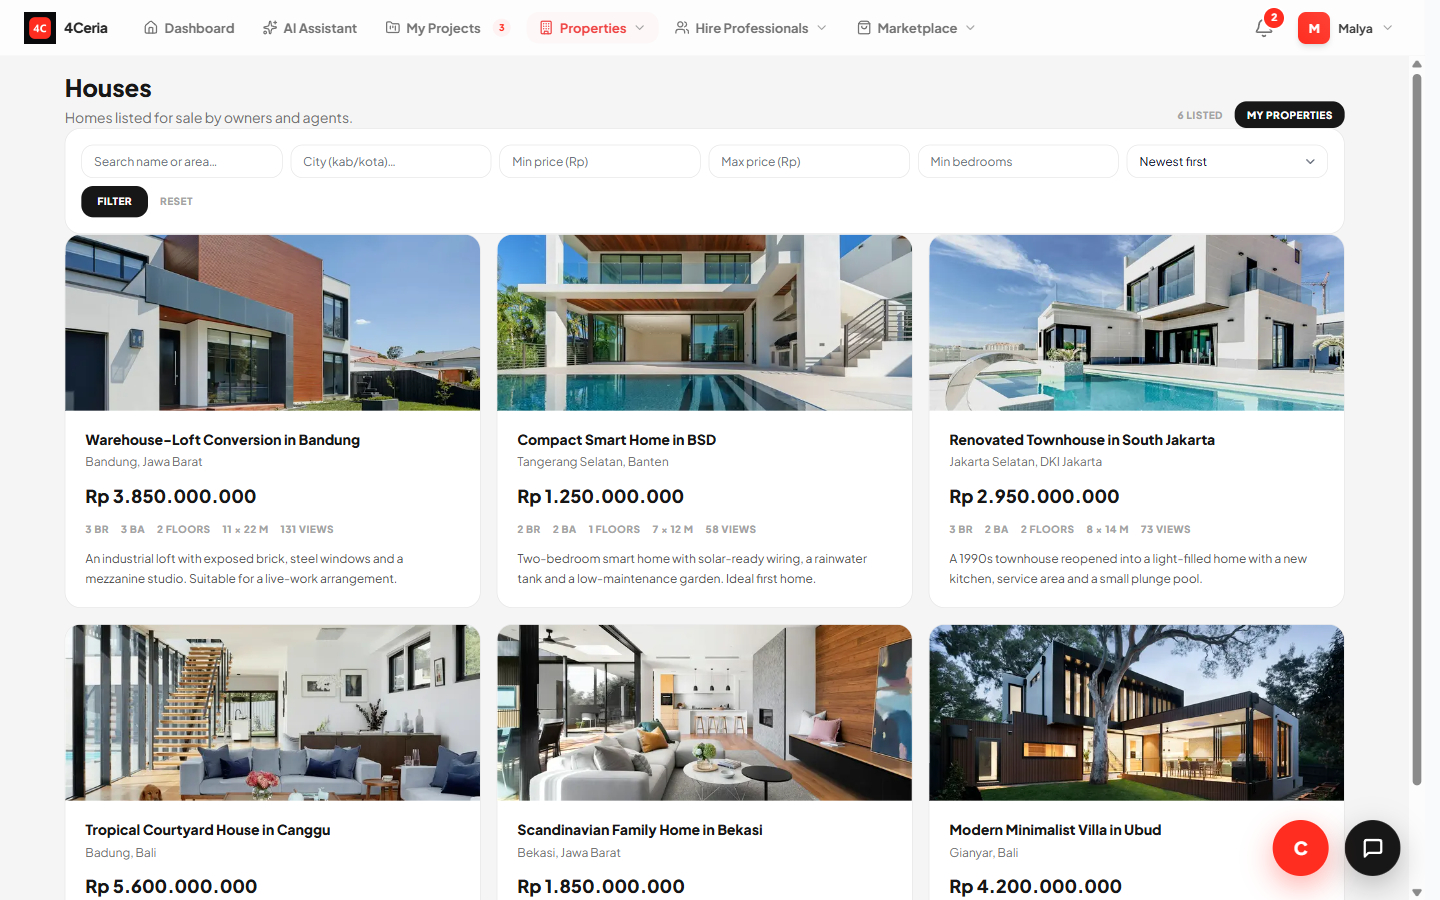 4C 4Ceria Dashboard AI Assistant My Projects 3 Properties Hire Professionals Marketplace 2 M Malya
Houses
Homes listed for sale by owners and agents.
6 LISTED MY PROPERTIES
Search name or area... City (kab/kota)... Min price (Rp) Max price (Rp) Min bedrooms Newest first
FILTER RESET
Warehouse-Loft Conversion in Bandung
Bandung, Jawa Barat
Rp 3.850.000.000
3 BR 3 BA 2 FLOORS 11 × 22 M 131 VIEWS
An industrial loft with exposed brick, steel windows and a
mezzanine studio. Suitable for a live-work arrangement.
Compact Smart Home in BSD
Tangerang Selatan, Banten
Rp 1.250.000.000
2 BR 2 BA 1 FLOORS 7 × 12 M 58 VIEWS
Two-bedroom smart home with solar-ready wiring, a rainwater
tank and a low-maintenance garden. Ideal first home.
Renovated Townhouse in South Jakarta
Jakarta Selatan, DKI Jakarta
Rp 2.950.000.000
3 BR 2 BA 2 FLOORS 8 × 14 M 73 VIEWS
A 1990s townhouse reopened into a light-filled home with a new
kitchen, service area and a small plunge pool.
Tropical Courtyard House in Canggu
Badung, Bali
Rp 5.600.000.000
Scandinavian Family Home in Bekasi
Bekasi, Jawa Barat
Rp 1.850.000.000
Modern Minimalist Villa in Ubud
Gianyar, Bali
Rp 4.200.000.000
C